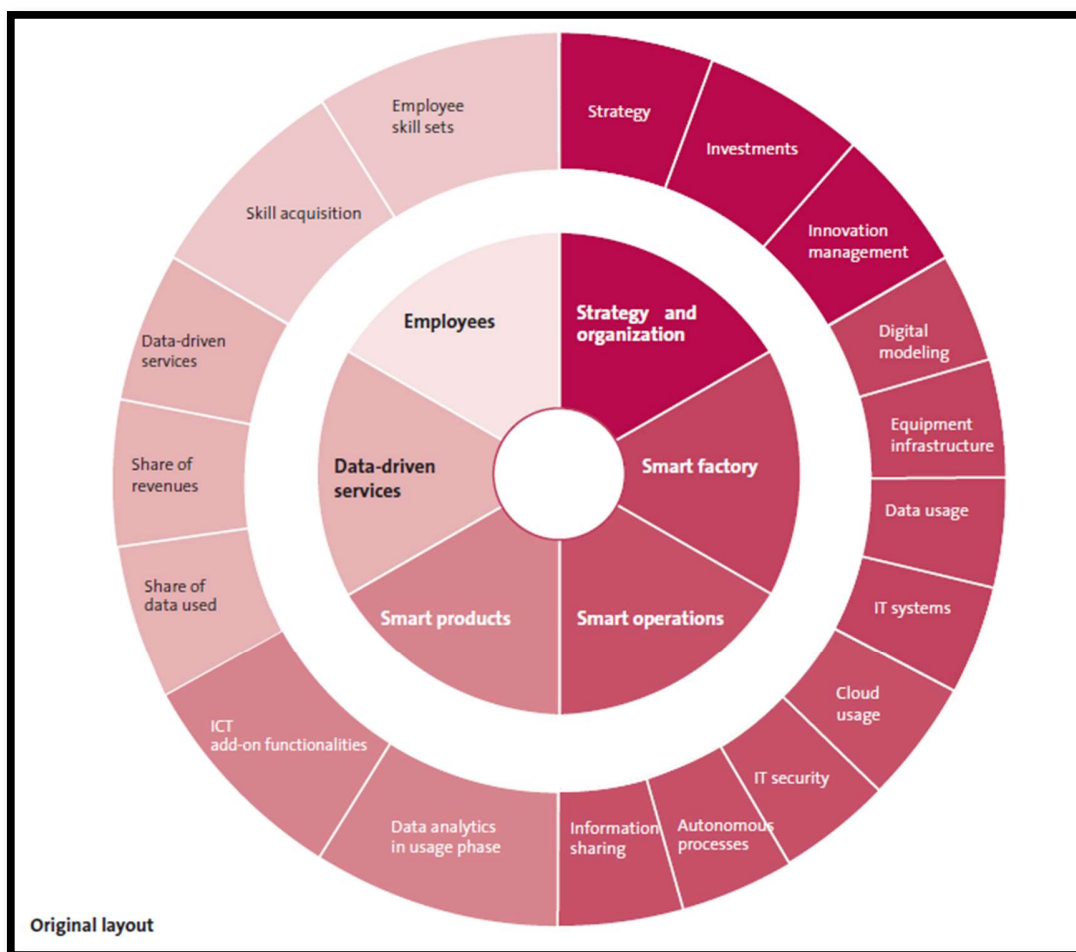 Employee
skill sets
Strategy
Investments
Innovation
management
Digital
modeling
Equipment
infrastructure
Data usage
IT systems
Cloud
usage
IT security
Autonomous
processes
Information
sharing
Data analytics
in usage phase
ICT
add-on functionalities
Share of
data used
Share of
revenues
Data-driven
services
Skill acquisition
Employees
Strategy and
organization
Smart factory
Smart operations
Smart products
Data-driven
services
Original layout